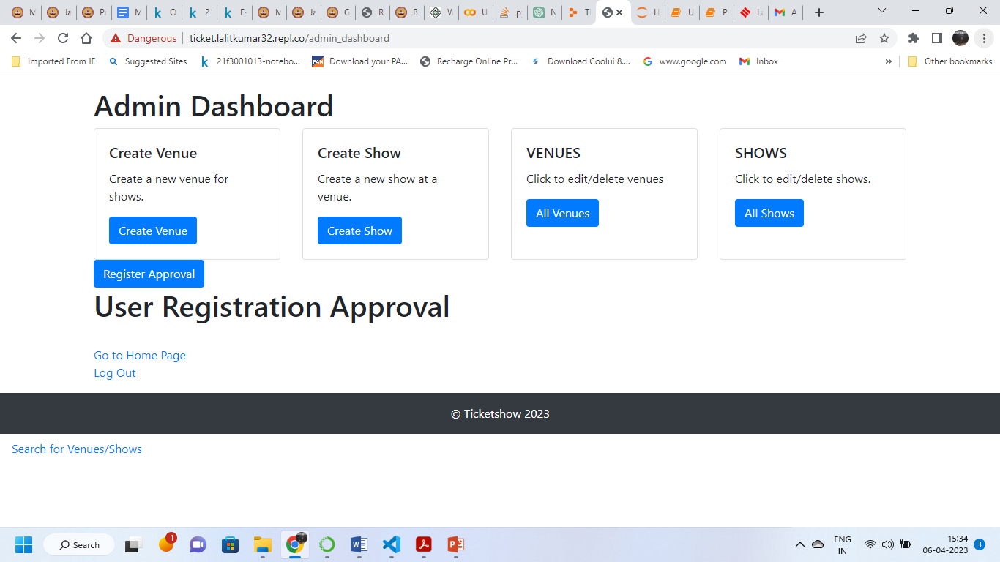 Dangerous ticket.lalitkumar32.repl.co/admin_dashboard
Imported From IE Suggested Sites 21f3001013-notebo... Download your PA... Recharge Online Pr... Download Coolui 8.... www.google.com Inbox » Other bookmarks
Admin Dashboard
Create Venue
Create a new venue for
shows.
Create Venue
Create Show
Create a new show at a
venue.
Create Show
VENUES
Click to edit/delete venues
All Venues
SHOWS
Click to edit/delete shows.
All Shows
Register Approval
User Registration Approval
Go to Home Page
Log Out
© Ticketshow 2023
Search for Venues/Shows
Search
1
ENG
IN
15:34
06-04-2023
3